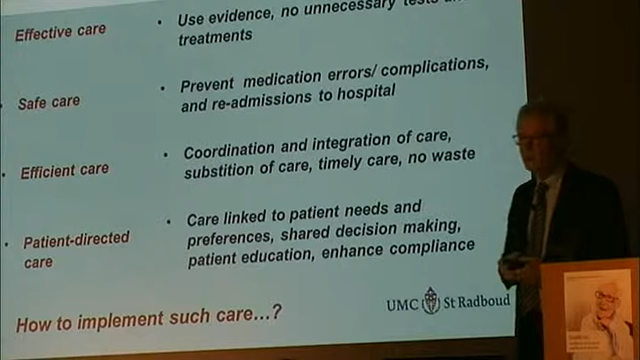 Effective care
• Use evidence, no unnecessary tests and
treatments
• Safe care
• Prevent medication errors/ complications,
and re-admissions to hospital
• Efficient care
• Coordination and integration of care,
substition of care, timely care, no waste
• Patient-directed
care
• Care linked to patient needs and
preferences, shared decision making,
patient education, enhance compliance
How to implement such care...?
UMC St Radboud